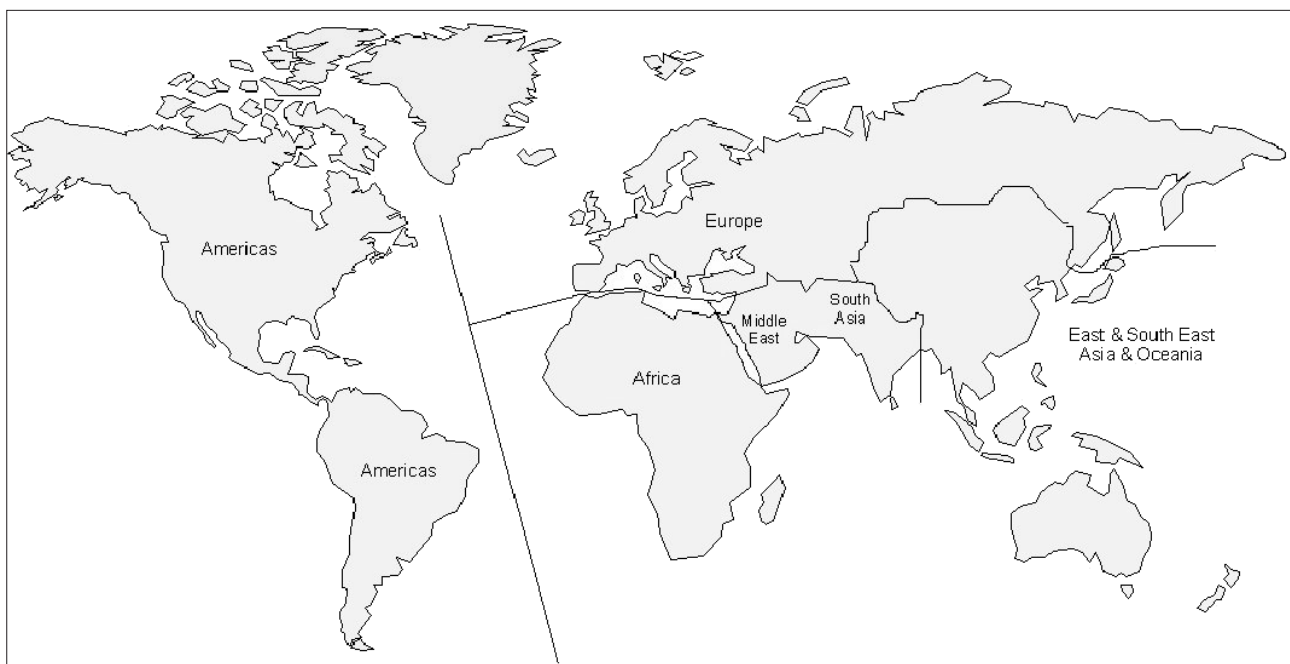 Americas
Europe
South
Asia
Middle
East
East & South East
Asia & Oceania
Africa
Americas